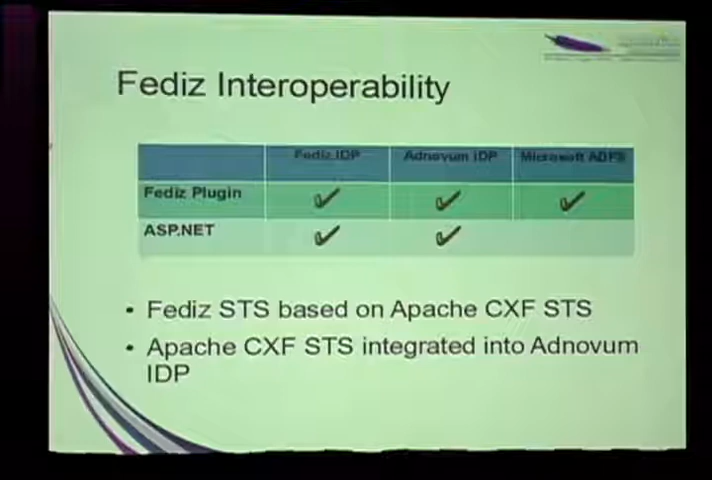 Fediz Interoperability
Fediz IDP Adnovum IDP Microsoft ADFS
Fediz Plugin ✔ ✔ ✔
ASP.NET ✔ ✔
• Fediz STS based on Apache CXF STS
• Apache CXF STS integrated into Adnovum
IDP